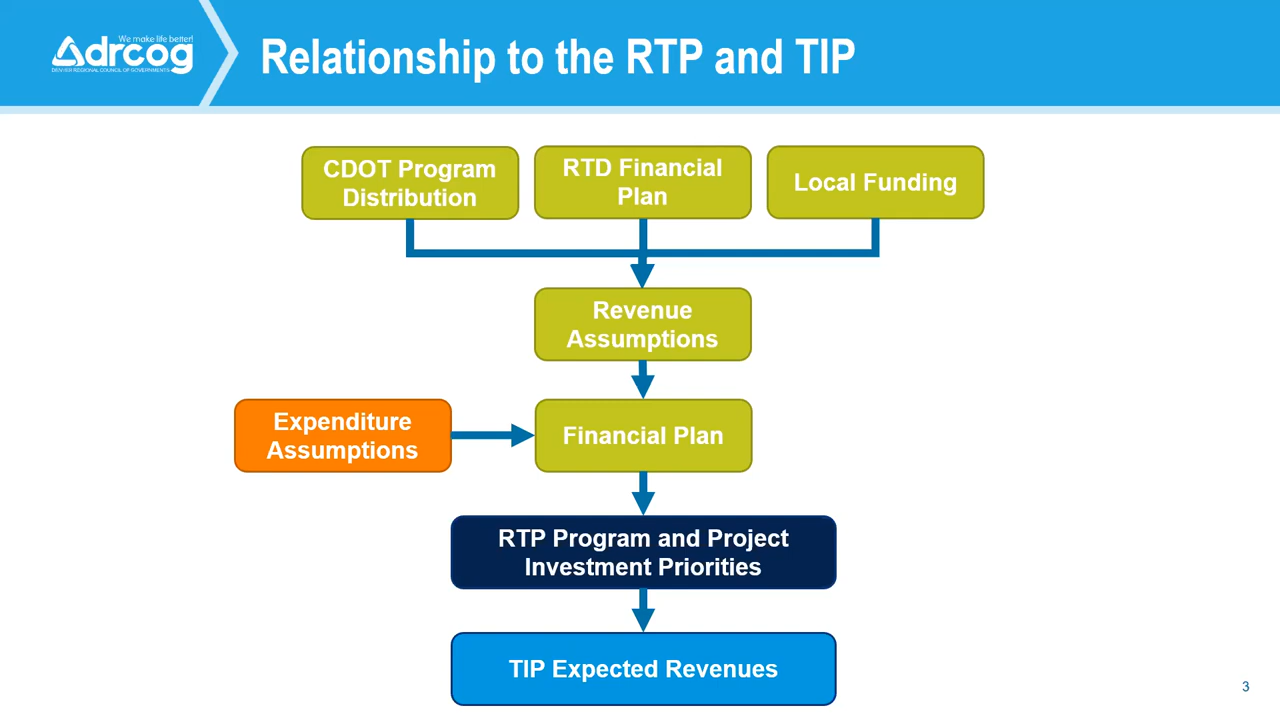 We make life better!
drcog
DENVER REGIONAL COUNCIL OF GOVERNMENTS
Relationship to the RTP and TIP
CDOT Program
Distribution
RTD Financial
Plan
Local Funding
Revenue
Assumptions
Expenditure
Assumptions
Financial Plan
RTP Program and Project
Investment Priorities
TIP Expected Revenues
3